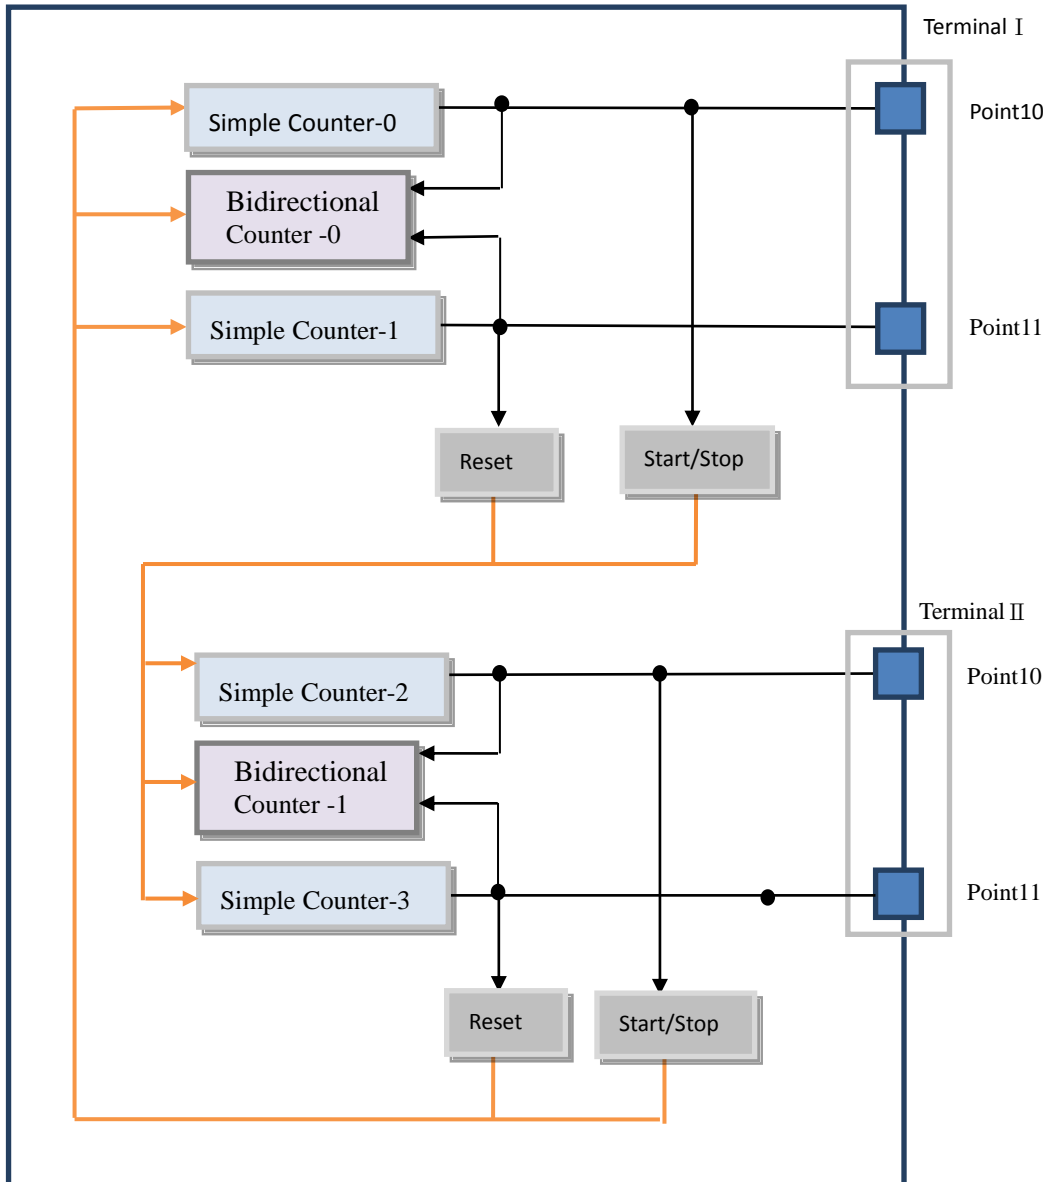 Terminal Ⅰ
Simple Counter-0
Point10
Bidirectional
Counter -0
Simple Counter-1
Point11
Reset
Start/Stop
Terminal Ⅱ
Simple Counter-2
Point10
Bidirectional
Counter -1
Simple Counter-3
Point11
Reset
Start/Stop